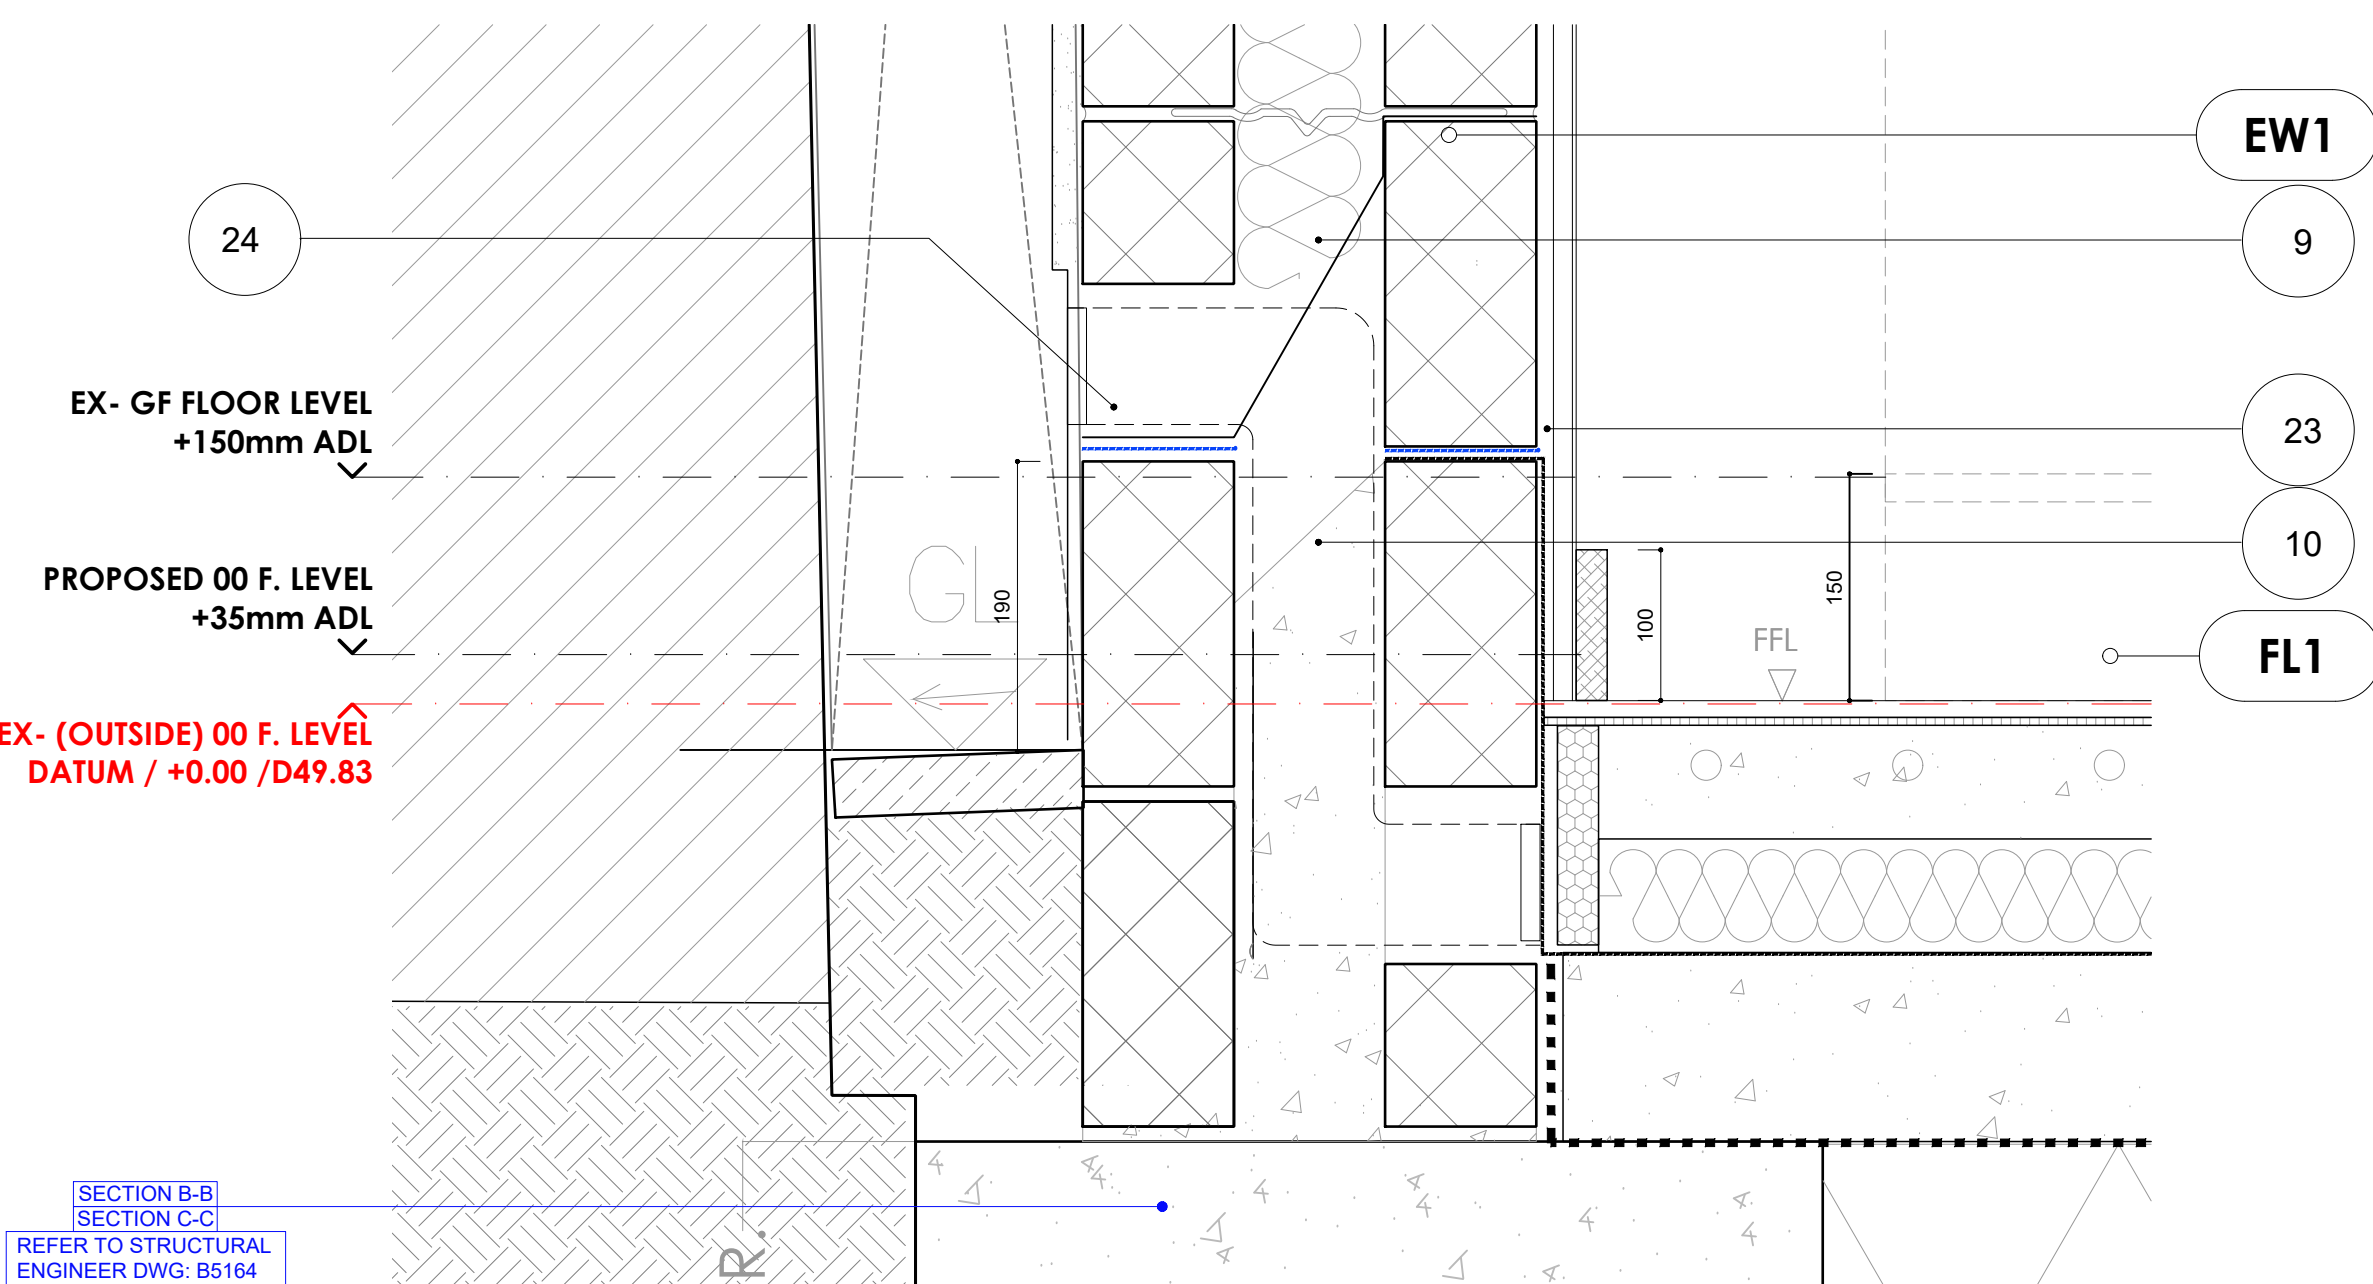 EW1
24
9
EX- GF FLOOR LEVEL
+150mm ADL
23
10
PROPOSED 00 F. LEVEL
+35mm ADL
GL
190
100
150
FFL
FL1
EX- (OUTSIDE) 00 F. LEVEL
DATUM / +0.00 /D49.83
SECTION B-B
SECTION C-C
REFER TO STRUCTURAL
ENGINEER DWG: B5164
R.